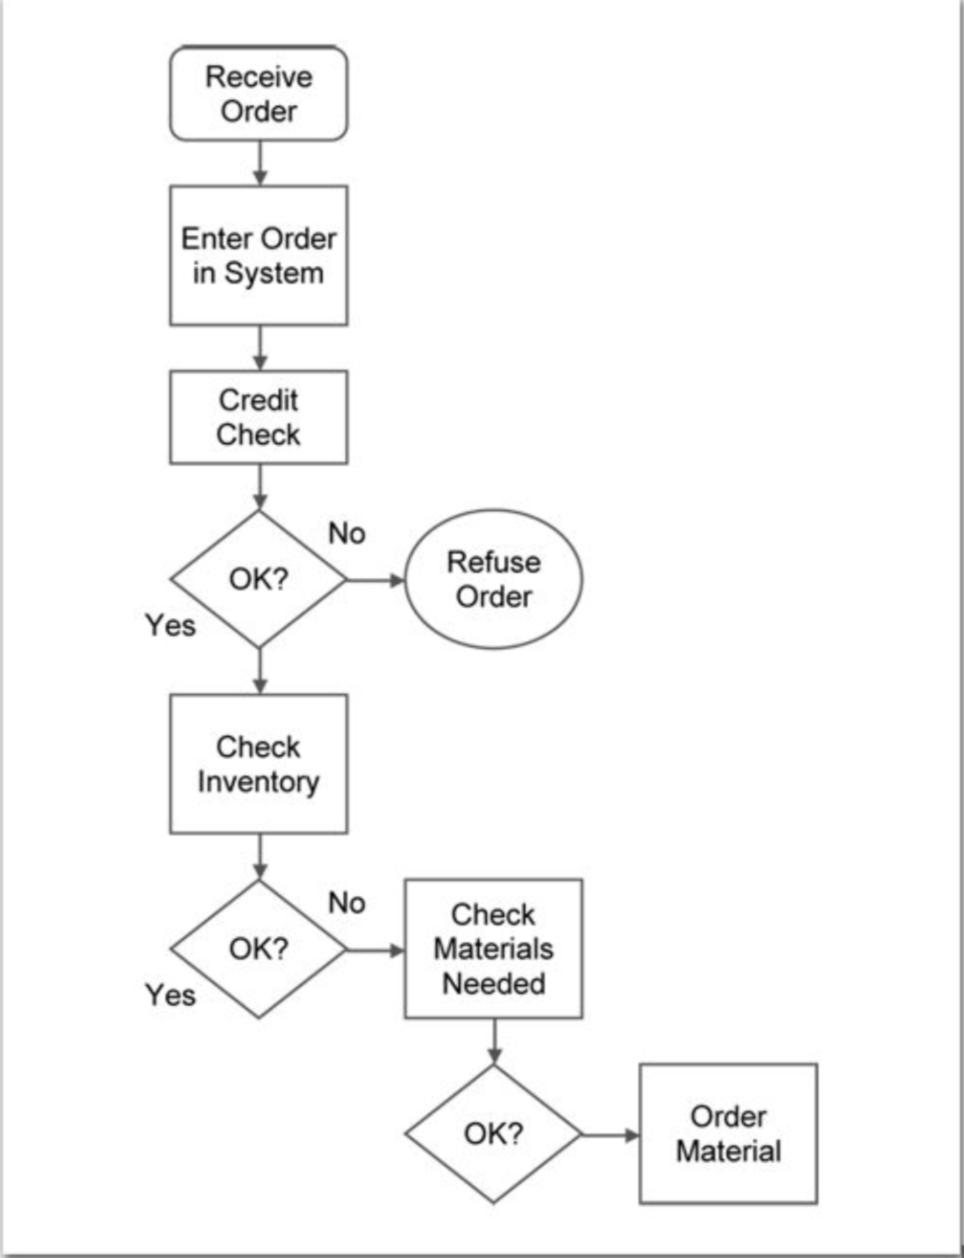 Receive
Order
Enter Order
in System
Credit
Check
No
OK?
Refuse
Order
Yes
Check
Inventory
No
OK?
Check
Materials
Needed
Yes
OK?
Order
Material